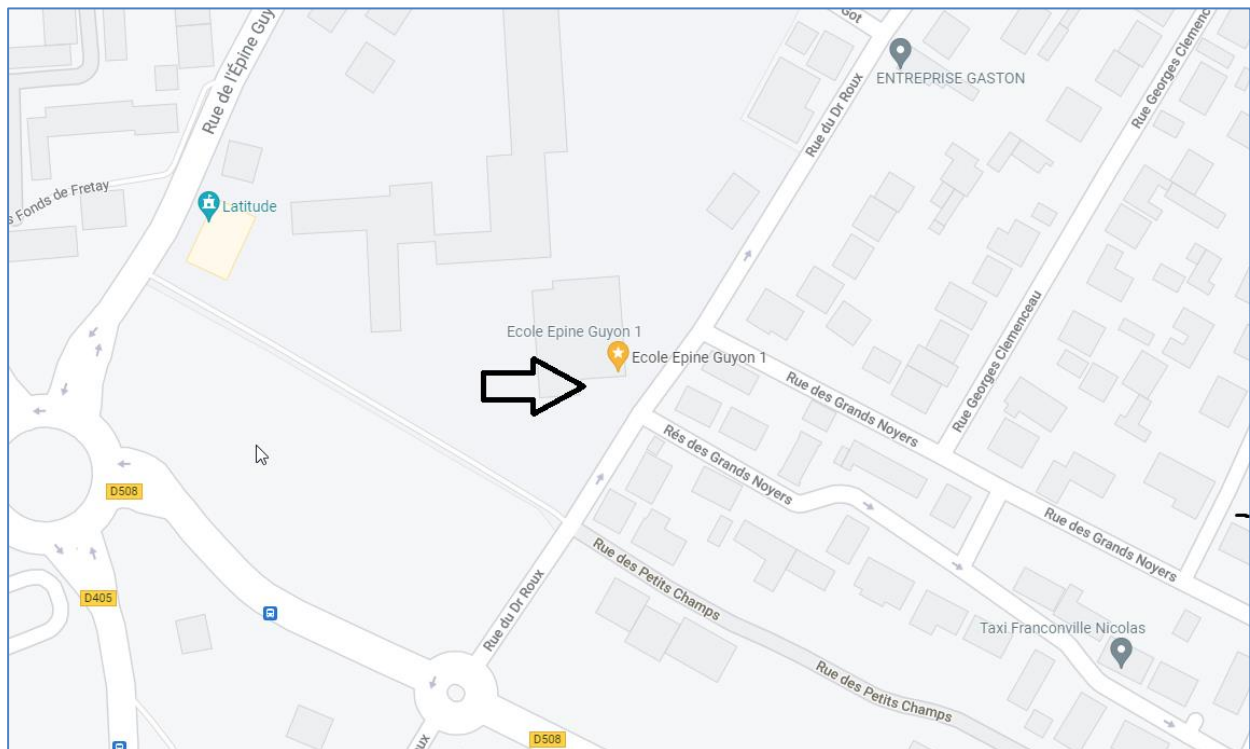 Got
Rue de l'Épine Guy
ENTREPRISE GASTON
Rue Georges Clemenc
Rue du Dr Roux
s Fonds de Fretay
Latitude
Ecole Epine Guyon 1
Ecole Epine Guyon 1
Rue Georges Clemenceau
Rue des Grands Noyers
Rés des Grands Noyers
D508
Rue des Grands Noyers
Rue des Petits Champs
D405
Rue du Dr Roux
Taxi Franconville Nicolas
Rue des Petits Champs
D508
ux